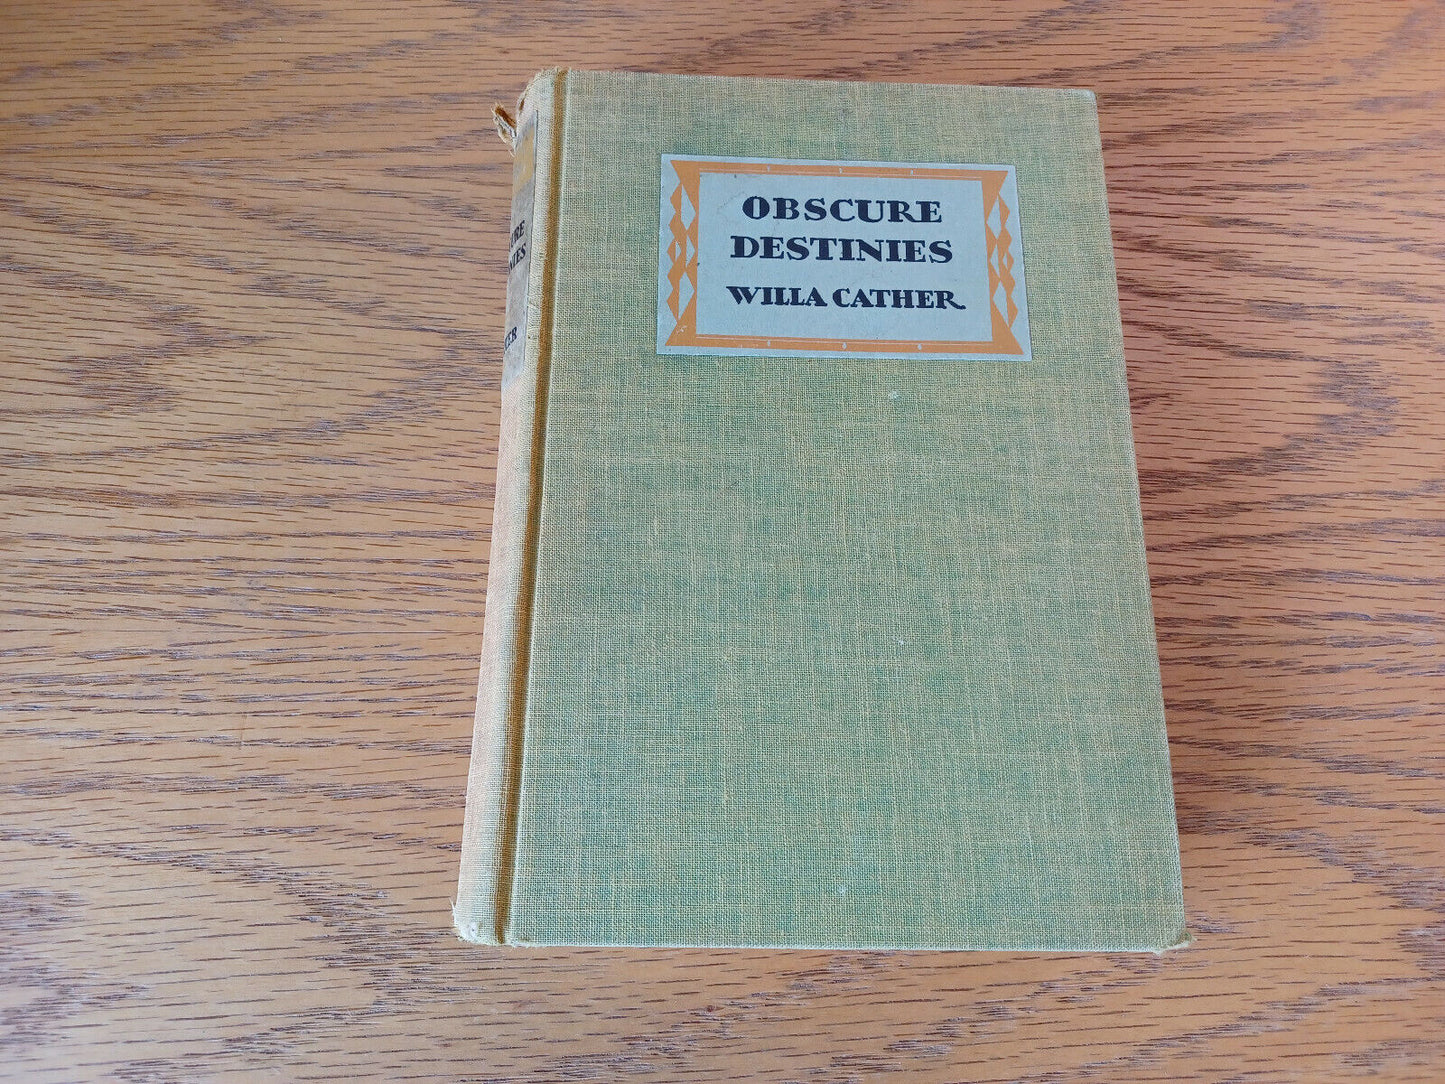 OBSCURE
DESTINIES
WILLA CATHER